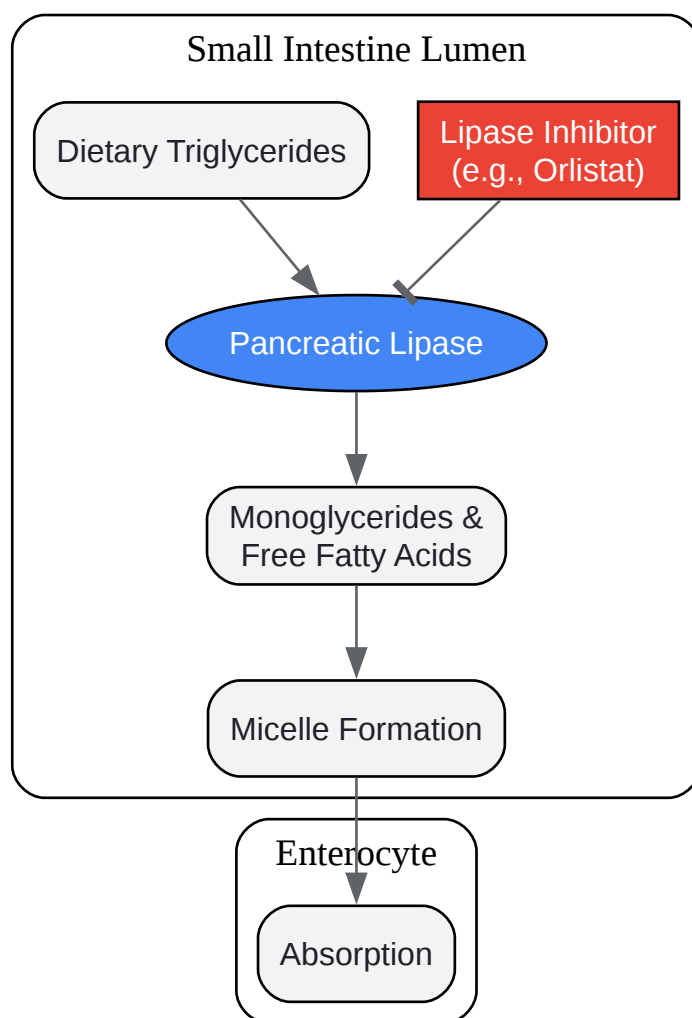 Small Intestine Lumen
Dietary Triglycerides
Lipase Inhibitor
(e.g., Orlistat)
Pancreatic Lipase
Monoglycerides &
Free Fatty Acids
Micelle Formation
Enterocyte
Absorption